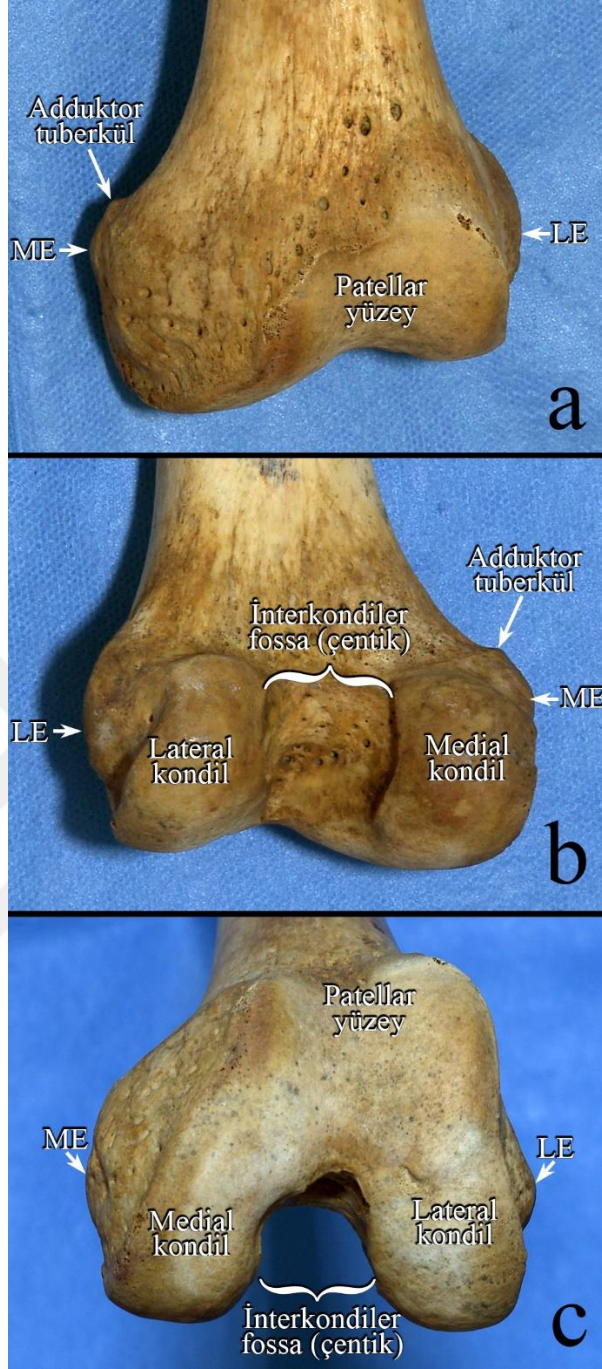 Adduktor
tuberkül
ME
LE
Patellar
yüzey
a
Adduktor
tuberkül
İnterkondiler
fossa (çentik)
ME
LE
Lateral
kondil
Medial
kondil
b
Patellar
yüzey
ME
LE
Medial
kondil
Lateral
kondil
İnterkondiler
fossa (çentik)
c